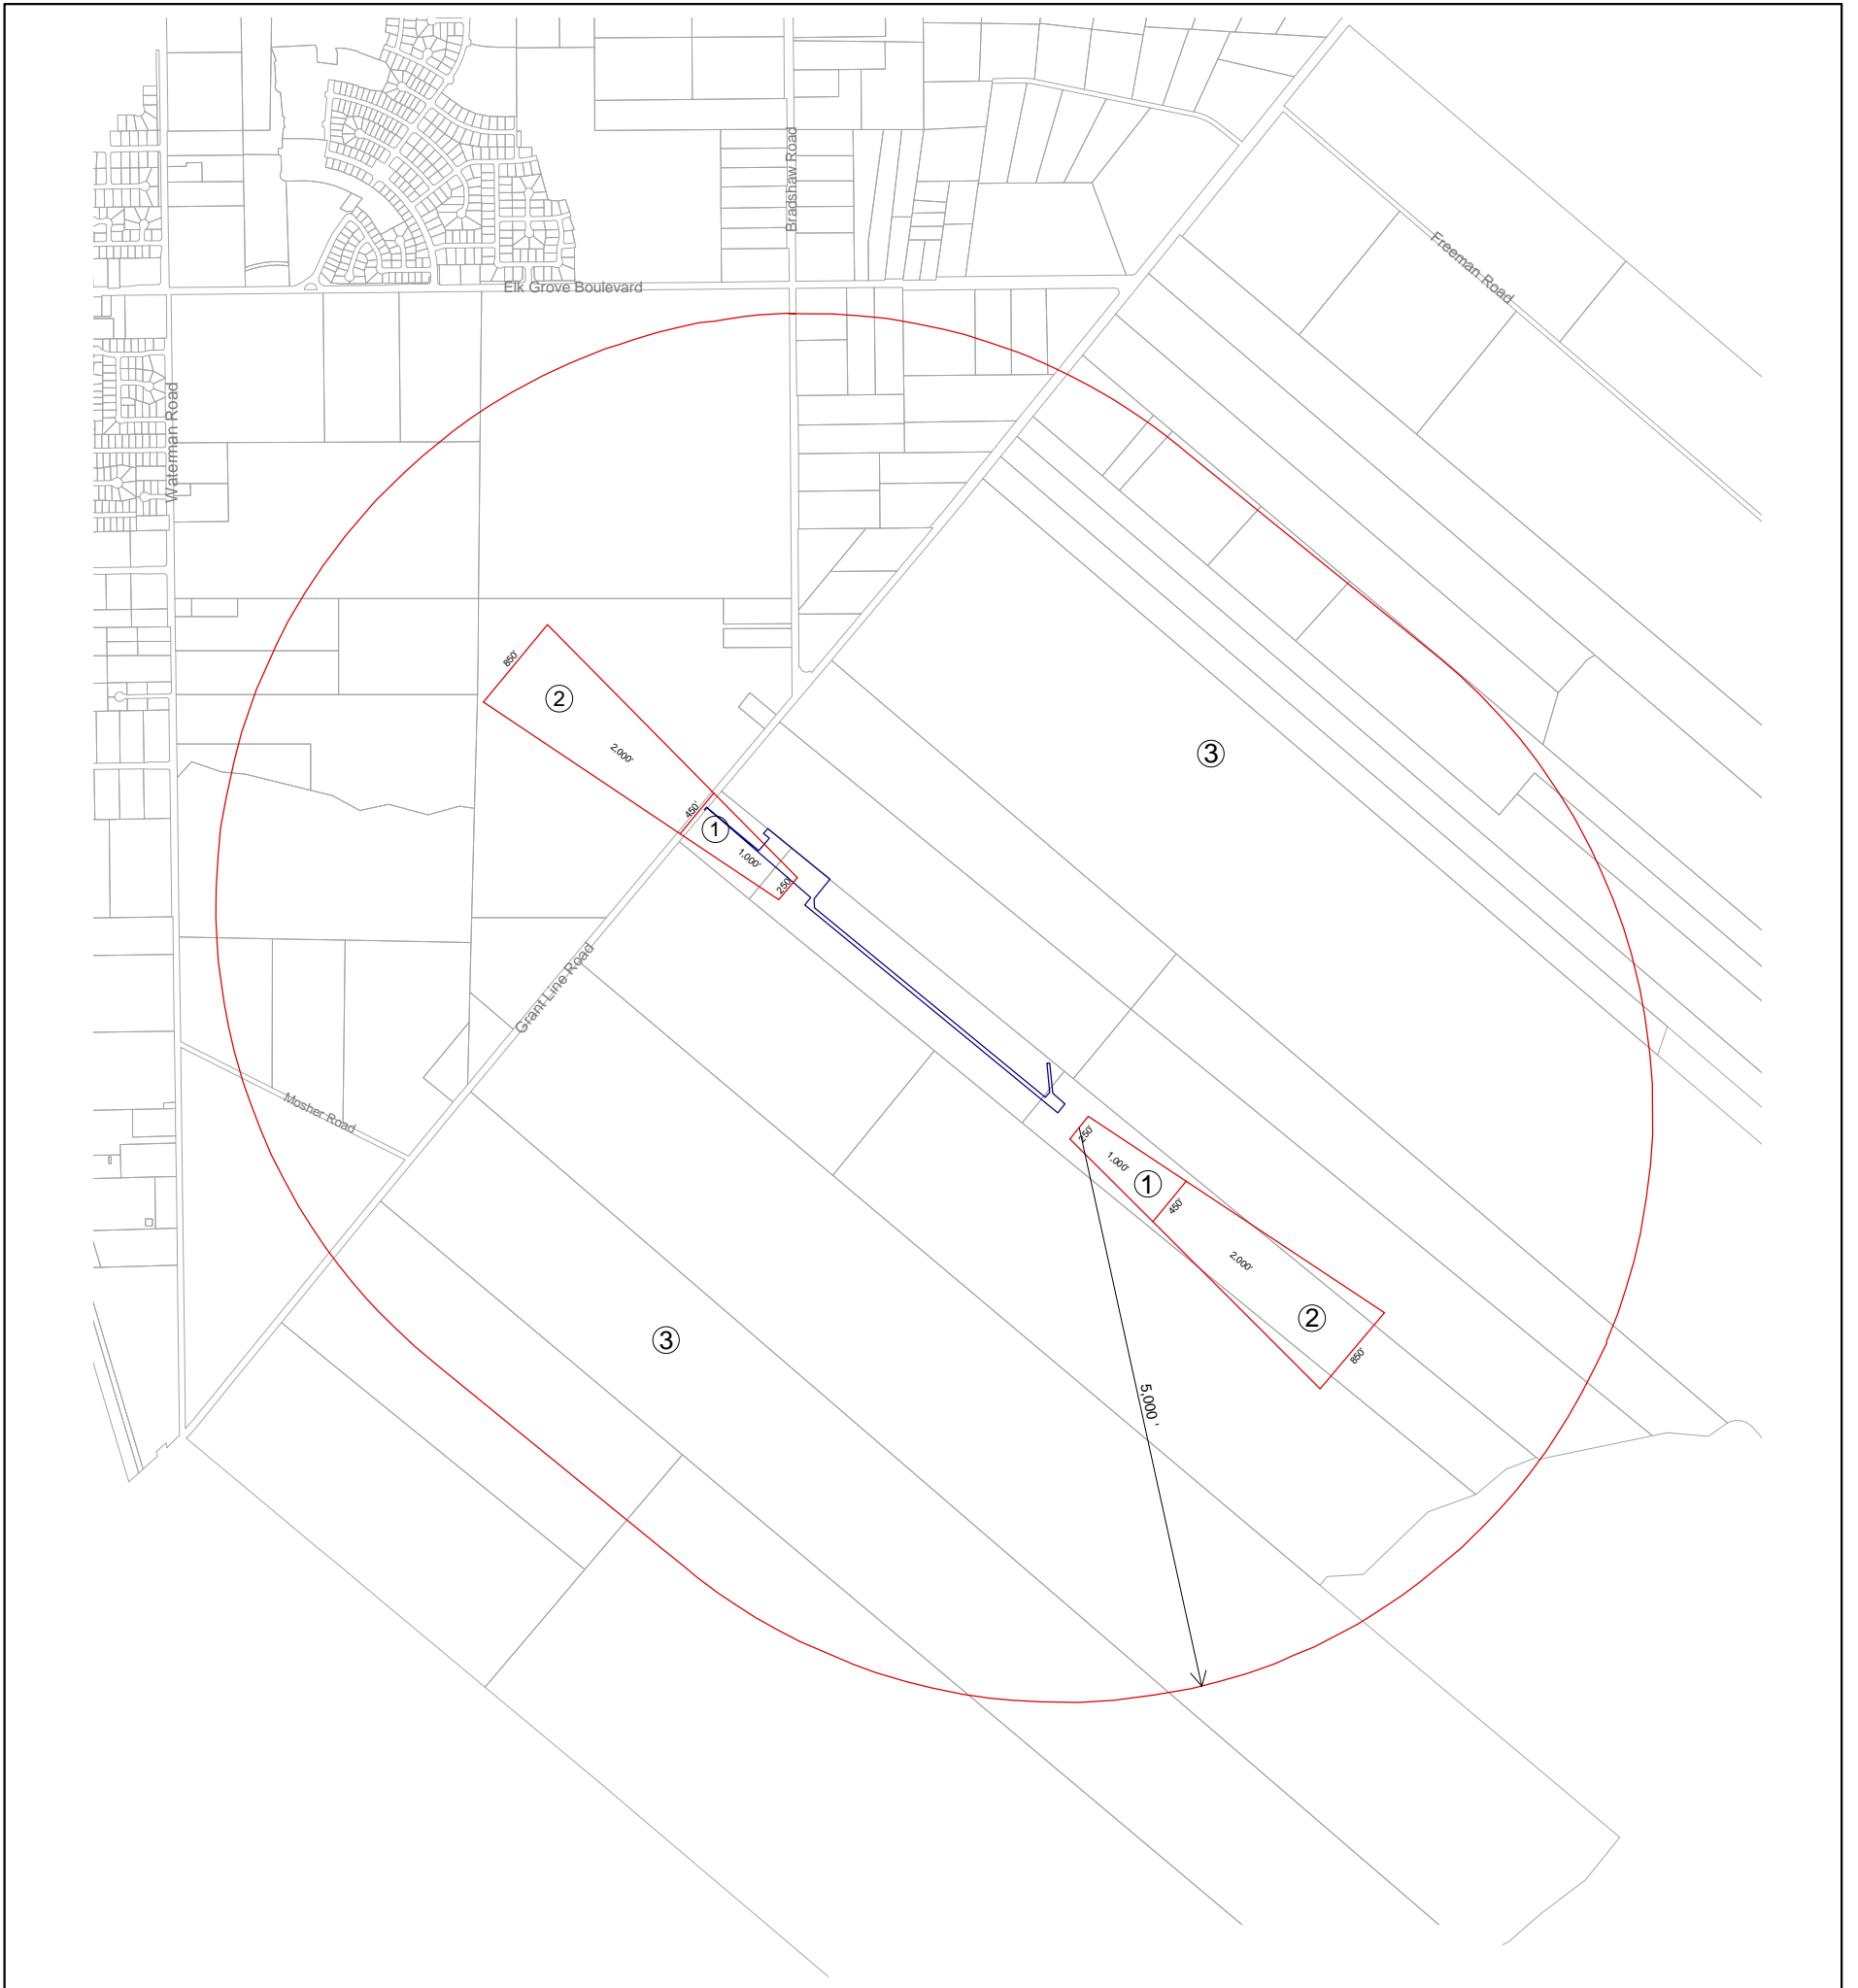 Bradshaw Road
Freeman Road
Elk Grove Boulevard
Waterman Road
850'
2
2,000'
3
450'
1
1,000'
250'
Grant Line Road
Mosher Road
250'
1,000'
1
450'
2,000'
2
850'
3
5,000 '